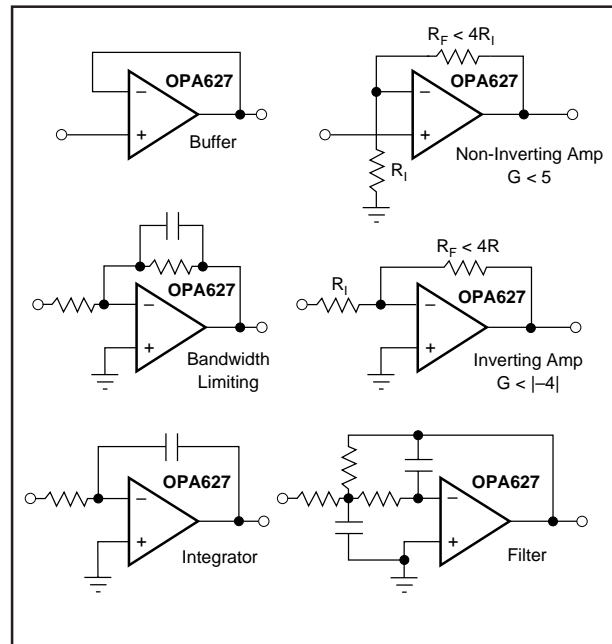 OPA627
–
+
Buffer
R_F < 4R_I
OPA627
–
+
R_I
Non-Inverting Amp
G < 5
OPA627
–
+
Bandwidth
Limiting
R_F < 4R
R_I
OPA627
–
+
Inverting Amp
G < |–4|
OPA627
–
+
Integrator
OPA627
–
+
Filter